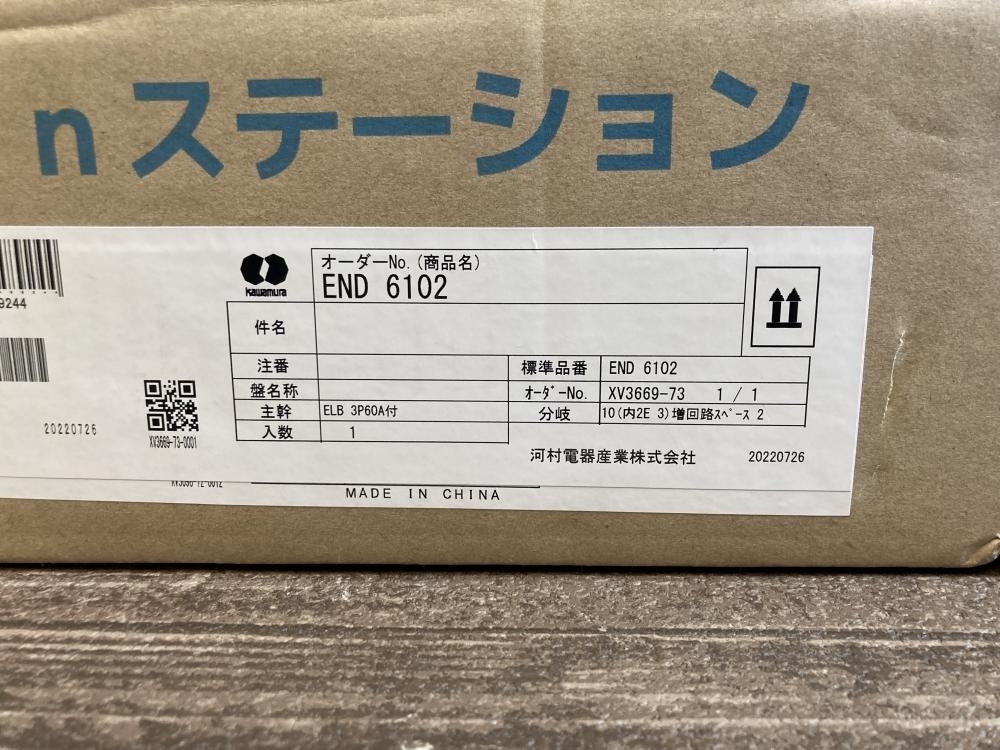 nステーション
9244
kawamura
オーダーNo.(商品名)
END 6102
件名
注番
標準品番 END 6102
盤名称
オーダーNo. XV3669-73 1 / 1
主幹 ELB 3P60A付
分岐 10(内2E 3)増回路スペース 2
入数 1
20220726
XV3669-73-0001
河村電器産業株式会社 20220726
MADE IN CHINA